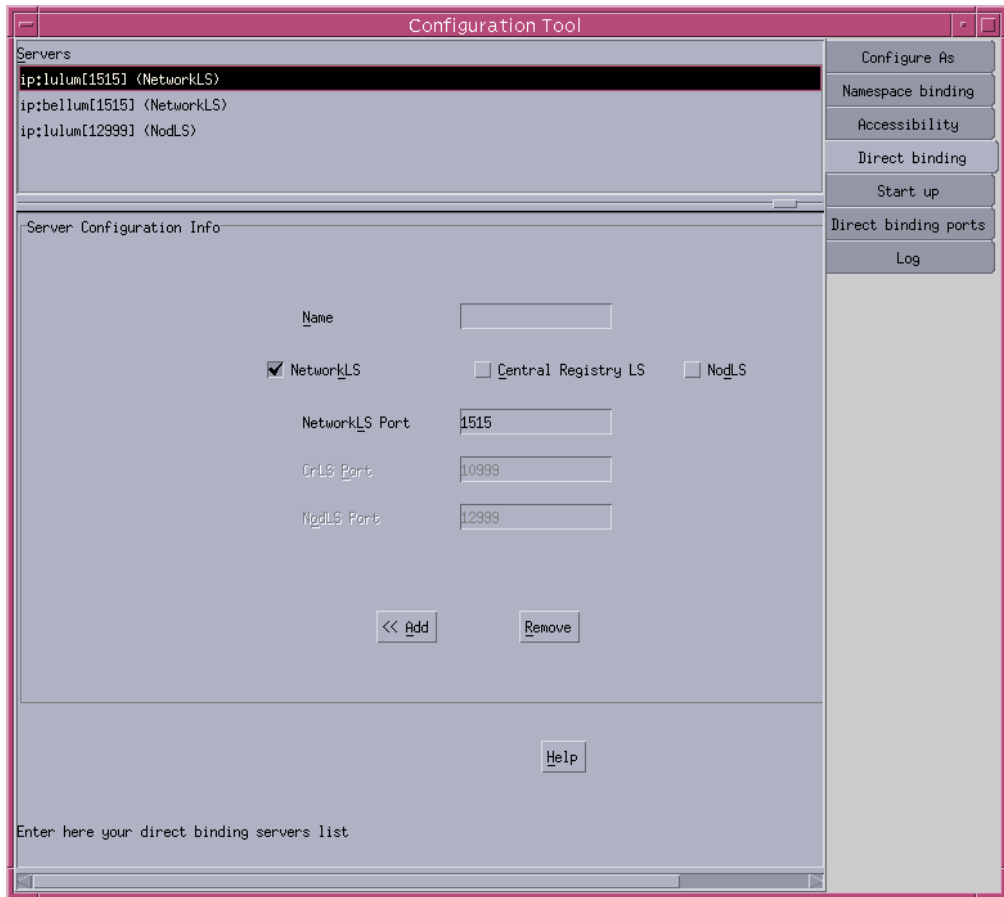 Configuration Tool
Servers
ip:lulum[1515] (NetworkLS)
ip:bellum[1515] (NetworkLS)
ip:lulum[12999] (NodLS)
Configure As
Namespace binding
Accessibility
Direct binding
Start up
Direct binding ports
Log
Server Configuration Info
Name
NetworkLS Central Registry LS NodLS
NetworkLS Port 1515
CrLS Port 10999
NodLS Port 12999
<< Add Remove
Help
Enter here your direct binding servers list